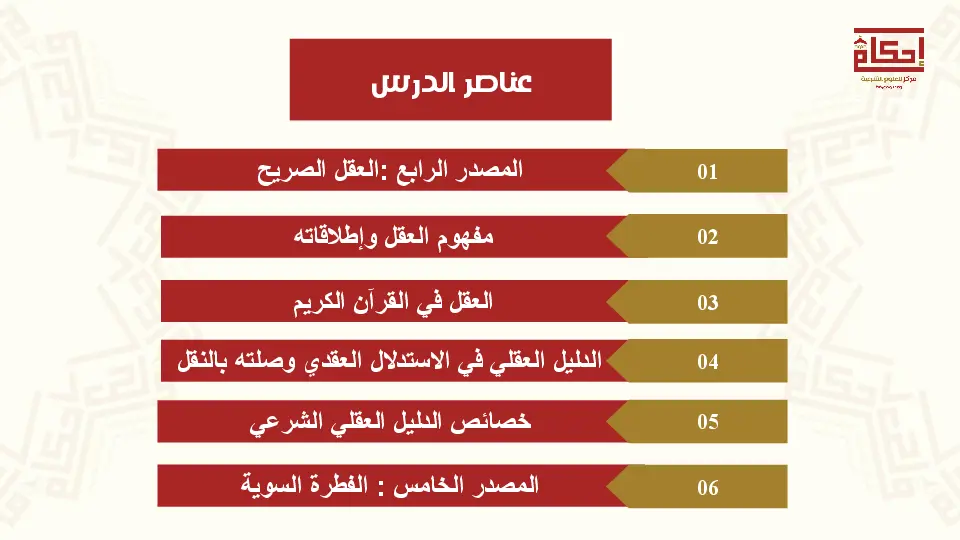 إحكام
مركز للعلوم الشرعية
عناصر الدرس
المصدر الرابع :العقل الصريح
01
مفهوم العقل وإطلاقاته
02
العقل في القرآن الكريم
03
الدليل العقلي في الاستدلال العقدي وصلته بالنقل
04
خصائص الدليل العقلي الشرعي
05
المصدر الخامس : الفطرة السوية
06